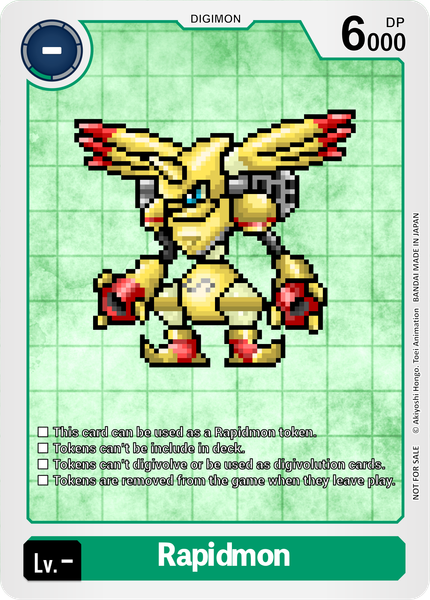 DIGIMON
-
DP
6000
□ This card can be used as a Rapidmon token.
□ Tokens can't be include in deck.
□ Tokens can't digivolve or be used as digivolution cards.
□ Tokens are removed from the game when they leave play.
NOT FOR SALE © Akiyoshi Hongo, Toei Animation BANDAI MADE IN JAPAN
Lv.-
Rapidmon